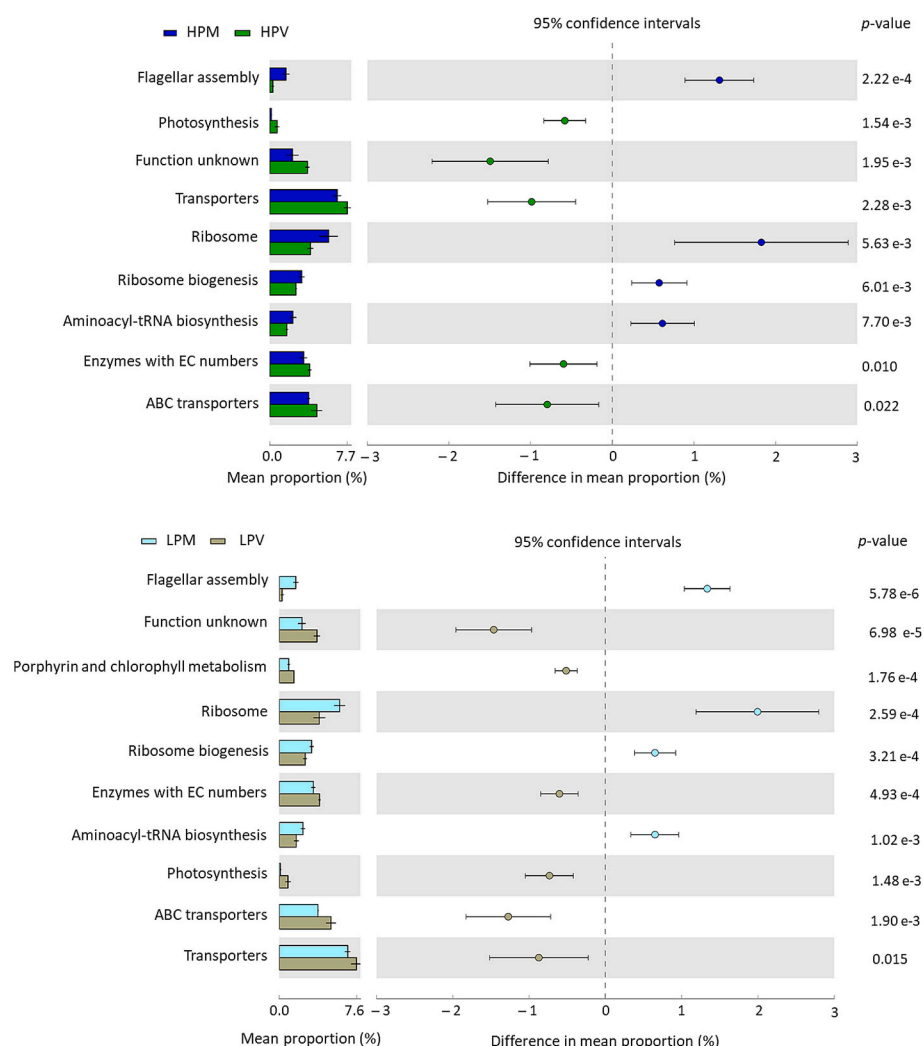 HPM HPV 95% confidence intervals p-value
Flagellar assembly 2.22 e-4
Photosynthesis 1.54 e-3
Function unknown 1.95 e-3
Transporters 2.28 e-3
Ribosome 5.63 e-3
Ribosome biogenesis 6.01 e-3
Aminoacyl-tRNA biosynthesis 7.70 e-3
Enzymes with EC numbers 0.010
ABC transporters 0.022
0.0 7.7 −3 −2 −1 0 1 2 3
Mean proportion (%) Difference in mean proportion (%)
LPM LPV 95% confidence intervals p-value
Flagellar assembly 5.78 e-6
Function unknown 6.98 e-5
Porphyrin and chlorophyll metabolism 1.76 e-4
Ribosome 2.59 e-4
Ribosome biogenesis 3.21 e-4
Enzymes with EC numbers 4.93 e-4
Aminoacyl-tRNA biosynthesis 1.02 e-3
Photosynthesis 1.48 e-3
ABC transporters 1.90 e-3
Transporters 0.015
0.0 7.6 −3 −2 −1 0 1 2 3
Mean proportion (%) Difference in mean proportion (%)